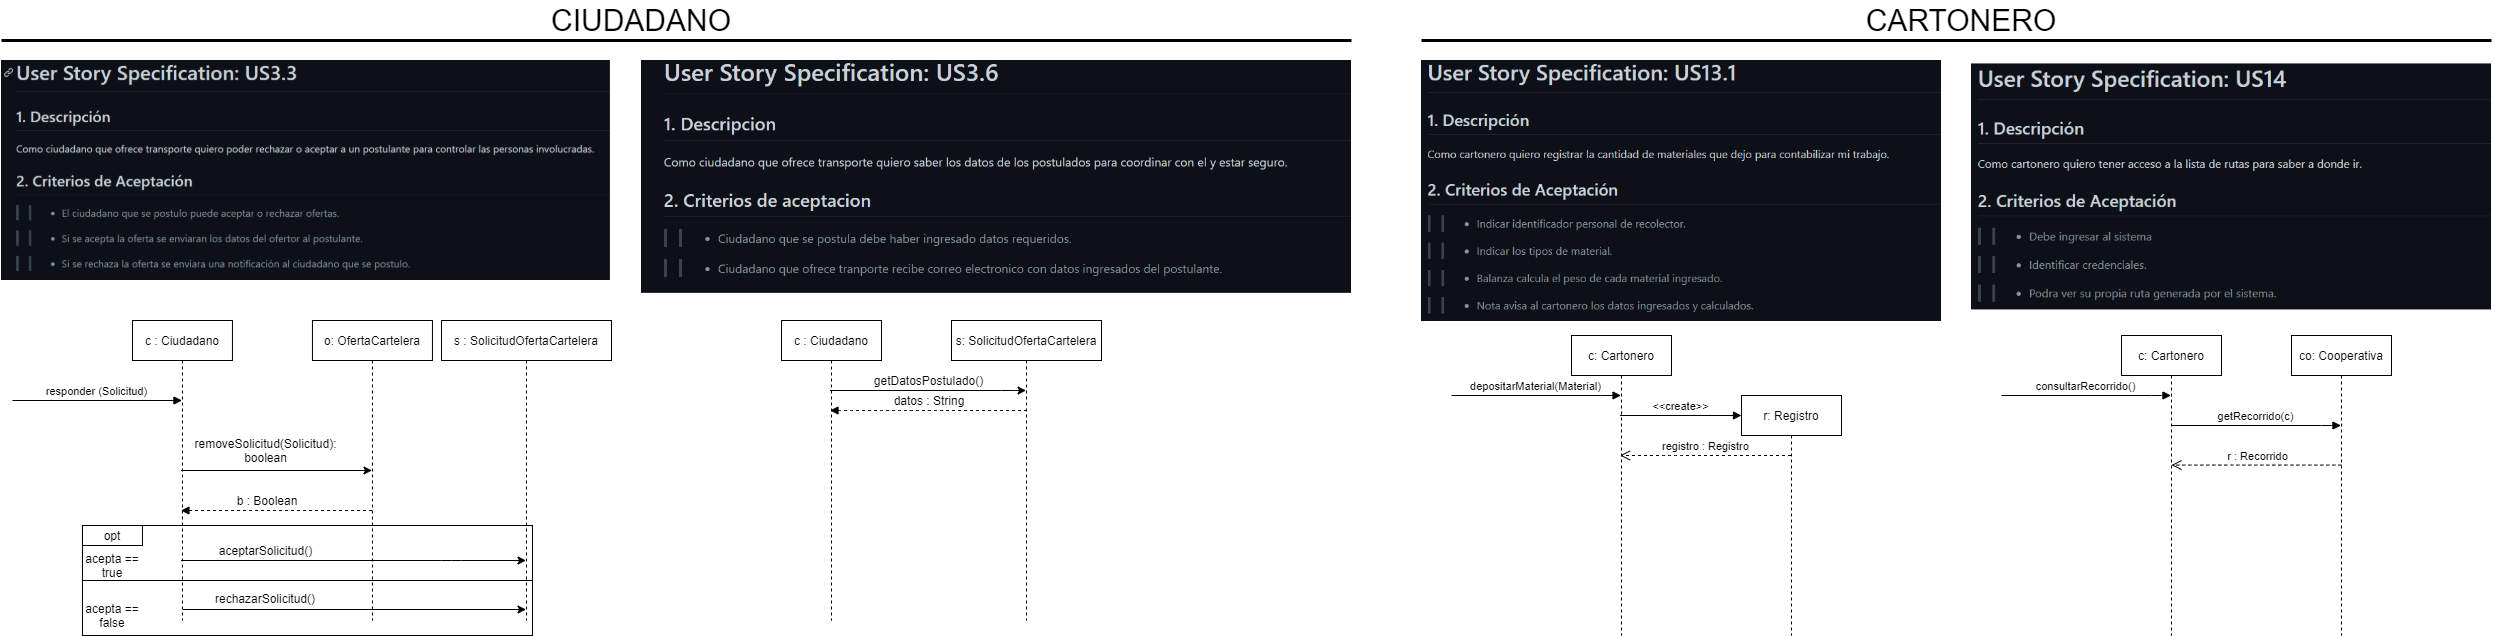 CIUDADANO
User Story Specification: US3.3
1. Descripción
Como ciudadano que ofrece transporte quiero poder rechazar o aceptar a un postulante para controlar las personas involucradas.
2. Criterios de Aceptación
El ciudadano que se postulo puede aceptar o rechazar ofertas.
Si se acepta la oferta se enviaran los datos del ofertor al postulante.
Si se rechaza la oferta se enviara una notificación al ciudadano que se postulo.
c : Ciudadano
o: OfertaCartelera
s : SolicitudOfertaCartelera
responder (Solicitud)
removeSolicitud(Solicitud):
boolean
b : Boolean
opt
acepta ==
true
aceptarSolicitud()
acepta ==
false
rechazarSolicitud()
User Story Specification: US3.6
1. Descripcion
Como ciudadano que ofrece transporte quiero saber los datos de los postulados para coordinar con el y estar seguro.
2. Criterios de aceptacion
Ciudadano que se postula debe haber ingresado datos requeridos.
Ciudadano que ofrece tranporte recibe correo electronico con datos ingresados del postulante.
c : Ciudadano
s: SolicitudOfertaCartelera
getDatosPostulado()
datos : String
CARTONERO
User Story Specification: US13.1
1. Descripción
Como cartonero quiero registrar la cantidad de materiales que dejo para contabilizar mi trabajo.
2. Criterios de Aceptación
Indicar identificador personal de recolector.
Indicar los tipos de material.
Balanza calcula el peso de cada material ingresado.
Nota avisa al cartonero los datos ingresados y calculados.
c: Cartonero
depositarMaterial(Material)
<<create>>
r: Registro
registro : Registro
User Story Specification: US14
1. Descripción
Como cartonero quiero tener acceso a la lista de rutas para saber a donde ir.
2. Criterios de Aceptación
Debe ingresar al sistema
Identificar credenciales.
Podra ver su propia ruta generada por el sistema.
c: Cartonero
co: Cooperativa
consultarRecorrido()
getRecorrido(c)
r : Recorrido